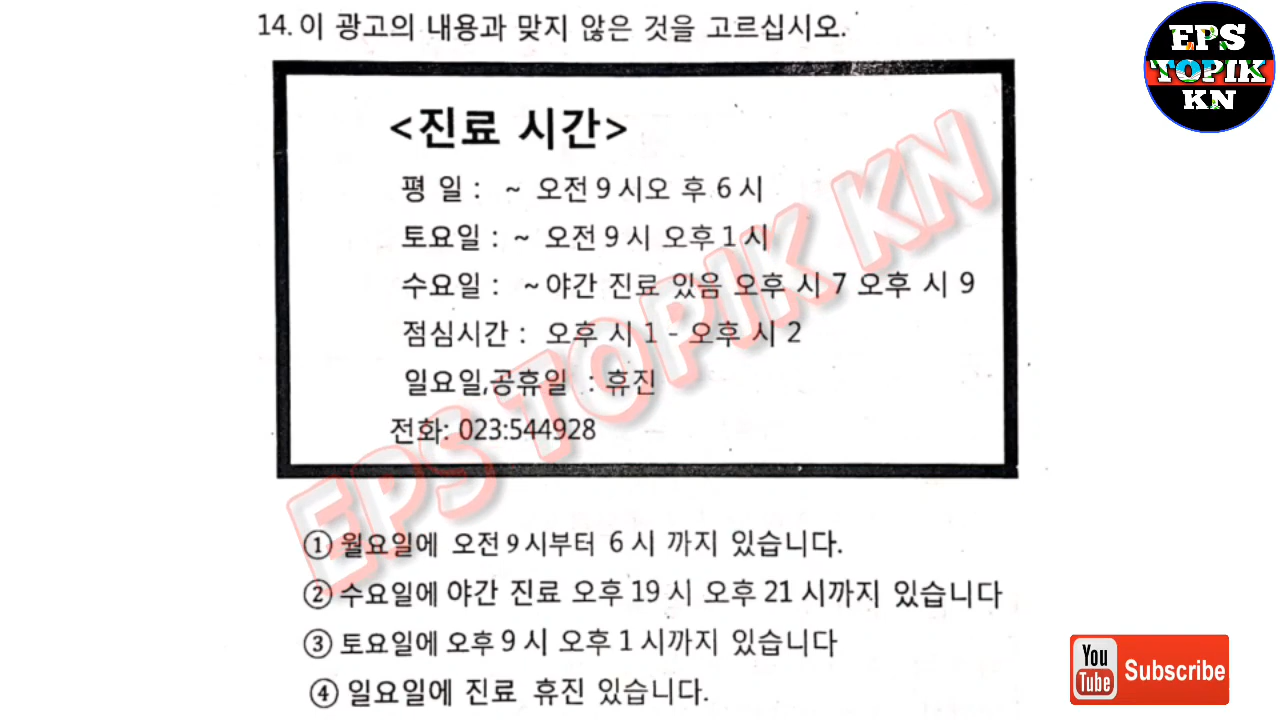 14. 이 광고의 내용과 맞지 않은 것을 고르십시오.
EPS
TOPIK
KN
<진료 시간>
평 일 : ~ 오전 9 시오 후 6 시
토요일 : ~ 오전 9 시 오후 1 시
수요일 : ~야간 진료 있음 오후 시 7 오후 시 9
점심시간 : 오후 시 1 - 오후 시 2
일요일,공휴일 : 휴진
전화: 023:544928
EPS TOPIK KN
① 월요일에 오전 9 시부터 6 시 까지 있습니다.
② 수요일에 야간 진료 오후 19 시 오후 21 시까지 있습니다
③ 토요일에 오후 9 시 오후 1 시까지 있습니다
④ 일요일에 진료 휴진 있습니다.
You
Tube
Subscribe